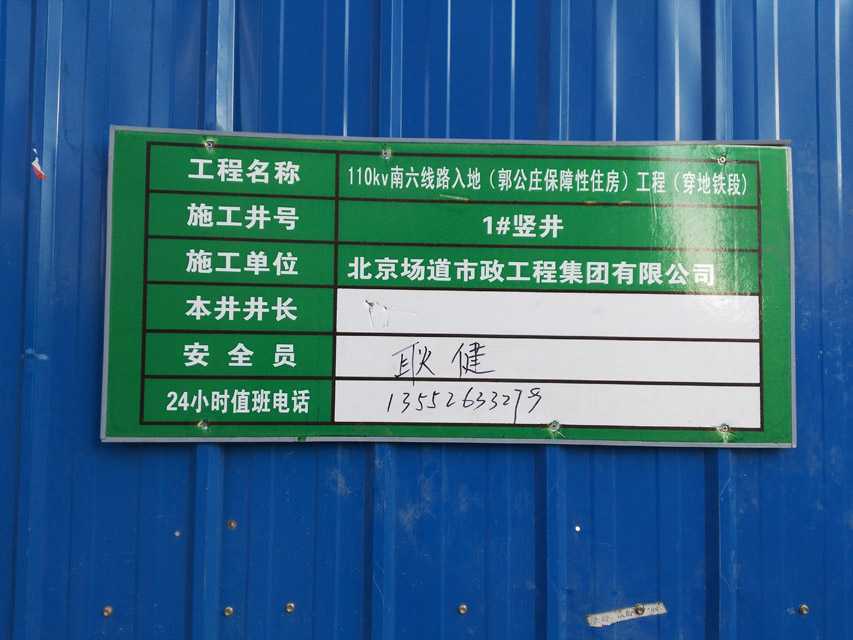 工程名称 110kv南六线路入地（郭公庄保障性住房）工程（穿地铁段）
施工井号 1#竖井
施工单位 北京场道市政工程集团有限公司
本井井长
安全员 耿健
24小时值班电话 13552633279